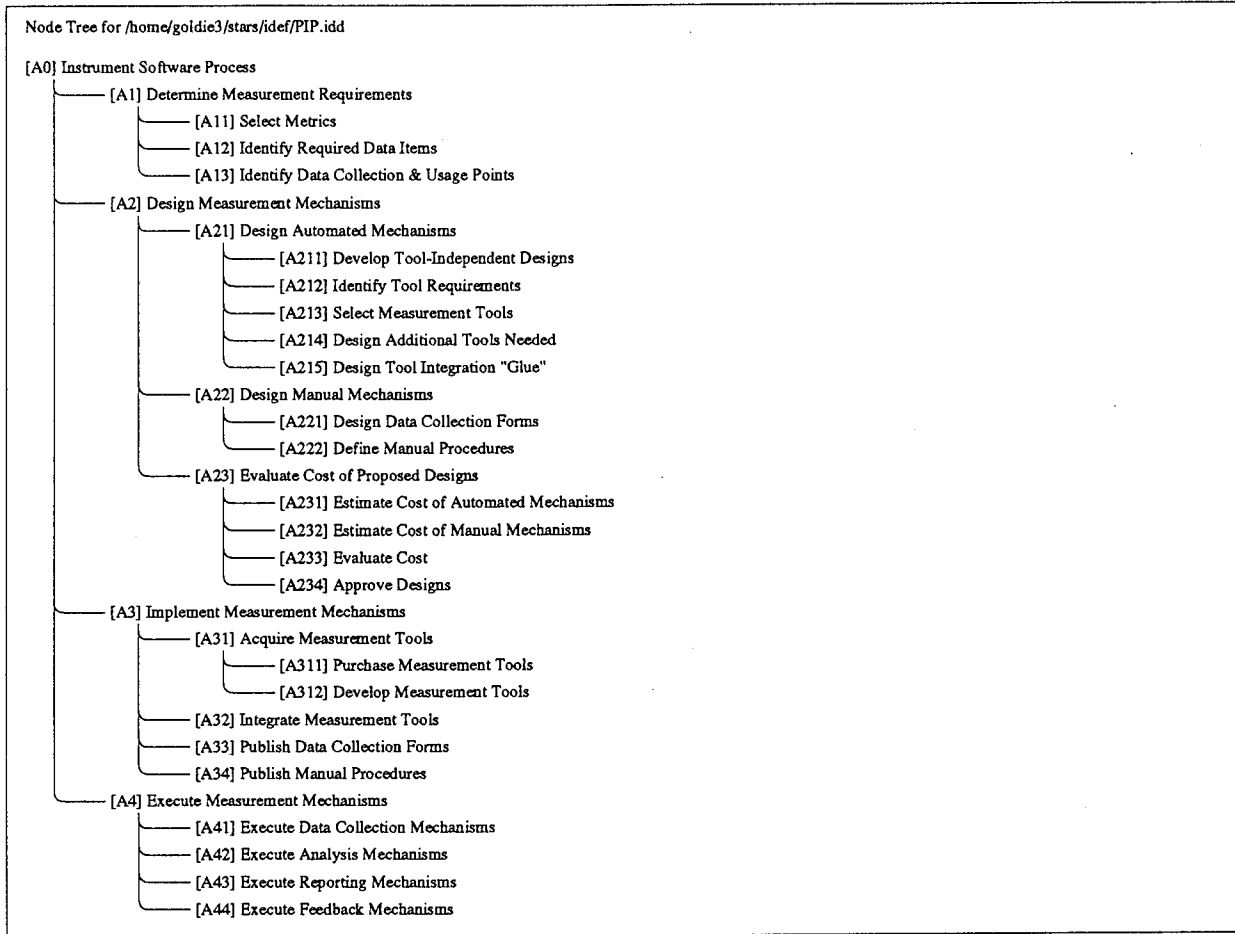 Node Tree for /home/goldie3/stars/idef/PIP.idd
[A0] Instrument Software Process
[A1] Determine Measurement Requirements
[A11] Select Metrics
[A12] Identify Required Data Items
[A13] Identify Data Collection & Usage Points
[A2] Design Measurement Mechanisms
[A21] Design Automated Mechanisms
[A211] Develop Tool-Independent Designs
[A212] Identify Tool Requirements
[A213] Select Measurement Tools
[A214] Design Additional Tools Needed
[A215] Design Tool Integration "Glue"
[A22] Design Manual Mechanisms
[A221] Design Data Collection Forms
[A222] Define Manual Procedures
[A23] Evaluate Cost of Proposed Designs
[A231] Estimate Cost of Automated Mechanisms
[A232] Estimate Cost of Manual Mechanisms
[A233] Evaluate Cost
[A234] Approve Designs
[A3] Implement Measurement Mechanisms
[A31] Acquire Measurement Tools
[A311] Purchase Measurement Tools
[A312] Develop Measurement Tools
[A32] Integrate Measurement Tools
[A33] Publish Data Collection Forms
[A34] Publish Manual Procedures
[A4] Execute Measurement Mechanisms
[A41] Execute Data Collection Mechanisms
[A42] Execute Analysis Mechanisms
[A43] Execute Reporting Mechanisms
[A44] Execute Feedback Mechanisms